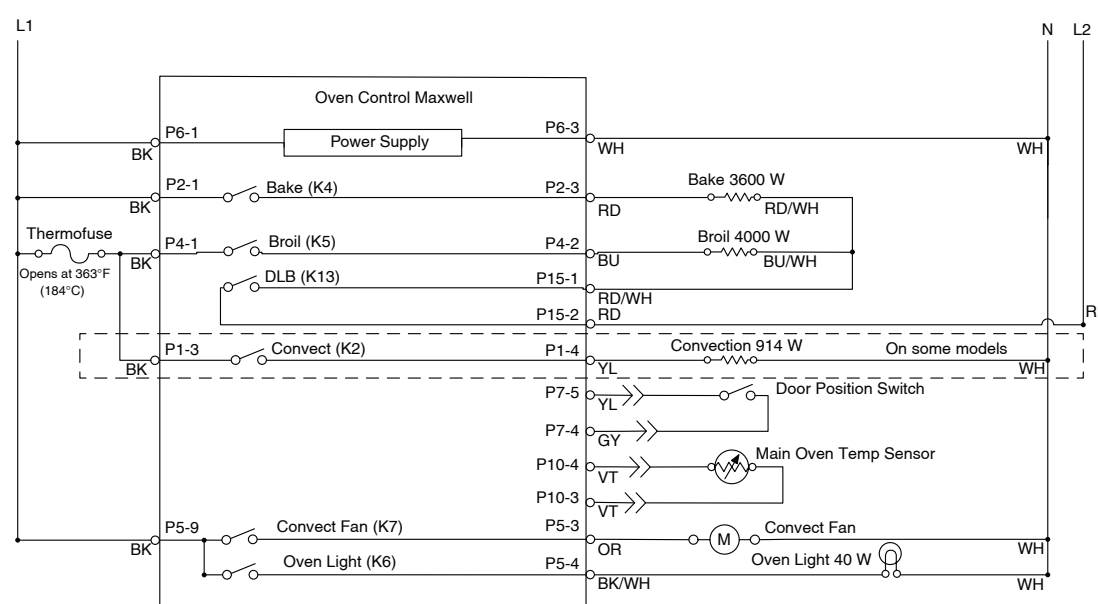 L1
N L2
Oven Control Maxwell
P6-1 Power Supply P6-3
BK WH WH
P2-1 Bake (K4) P2-3 Bake 3600 W
BK RD RD/WH
Thermofuse P4-1 Broil (K5) P4-2 Broil 4000 W
BK BU BU/WH
Opens at 363°F
(184°C)
DLB (K13) P15-1
RD/WH
P15-2 RD R
P1-3 Convect (K2) P1-4 Convection 914 W On some models
BK YL WH
P7-5 YL Door Position Switch
P7-4 GY
P10-4 VT Main Oven Temp Sensor
P10-3 VT
P5-9 Convect Fan (K7) P5-3 M Convect Fan
BK OR WH
Oven Light (K6) P5-4 Oven Light 40 W
BK/WH WH